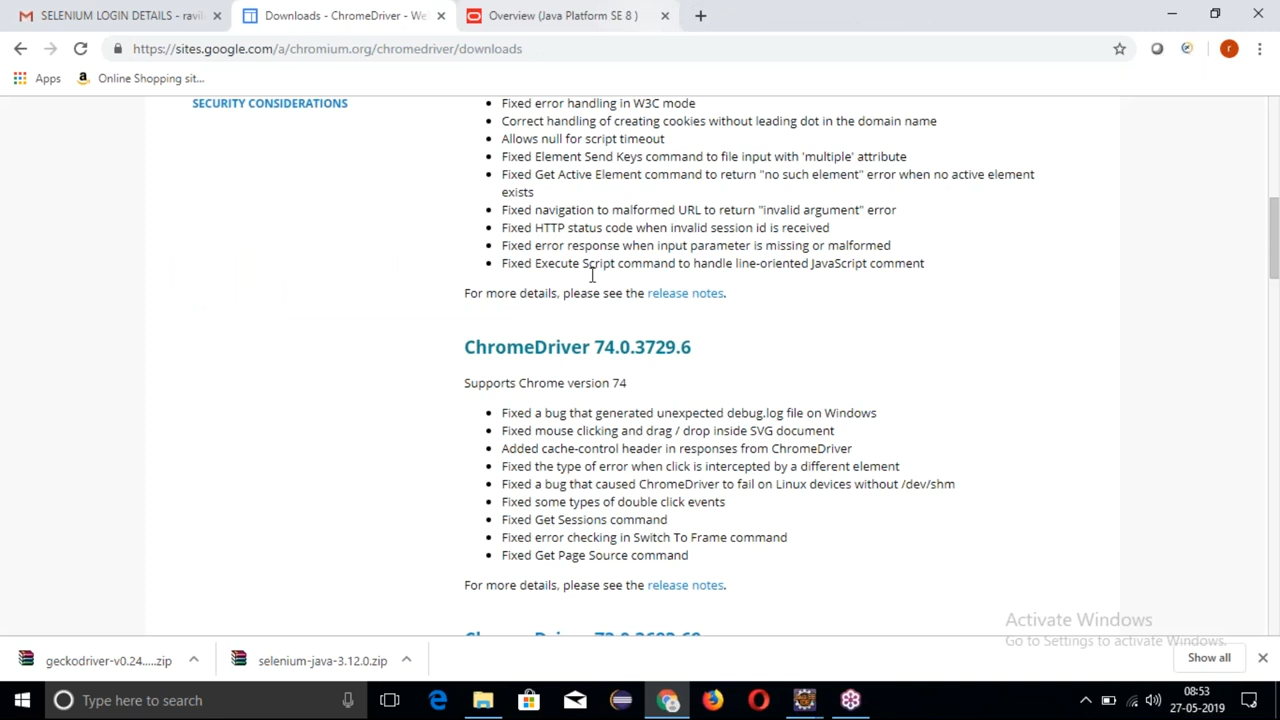 SELENIUM LOGIN DETAILS - ravil
Downloads - ChromeDriver - We
Overview (Java Platform SE 8 )
https://sites.google.com/a/chromium.org/chromedriver/downloads
Apps
Online Shopping sit...
SECURITY CONSIDERATIONS
Fixed error handling in W3C mode
Correct handling of creating cookies without leading dot in the domain name
Allows null for script timeout
Fixed Element Send Keys command to file input with 'multiple' attribute
Fixed Get Active Element command to return "no such element" error when no active element
exists
Fixed navigation to malformed URL to return "invalid argument" error
Fixed HTTP status code when invalid session id is received
Fixed error response when input parameter is missing or malformed
Fixed Execute Script command to handle line-oriented JavaScript comment
For more details, please see the release notes.
ChromeDriver 74.0.3729.6
Supports Chrome version 74
Fixed a bug that generated unexpected debug.log file on Windows
Fixed mouse clicking and drag / drop inside SVG document
Added cache-control header in responses from ChromeDriver
Fixed the type of error when click is intercepted by a different element
Fixed a bug that caused ChromeDriver to fail on Linux devices without /dev/shm
Fixed some types of double click events
Fixed Get Sessions command
Fixed error checking in Switch To Frame command
Fixed Get Page Source command
For more details, please see the release notes.
Activate Windows
Go to Settings to activate Windows.
geckodriver-v0.24.....zip
selenium-java-3.12.0.zip
Show all
Type here to search
08:53
27-05-2019